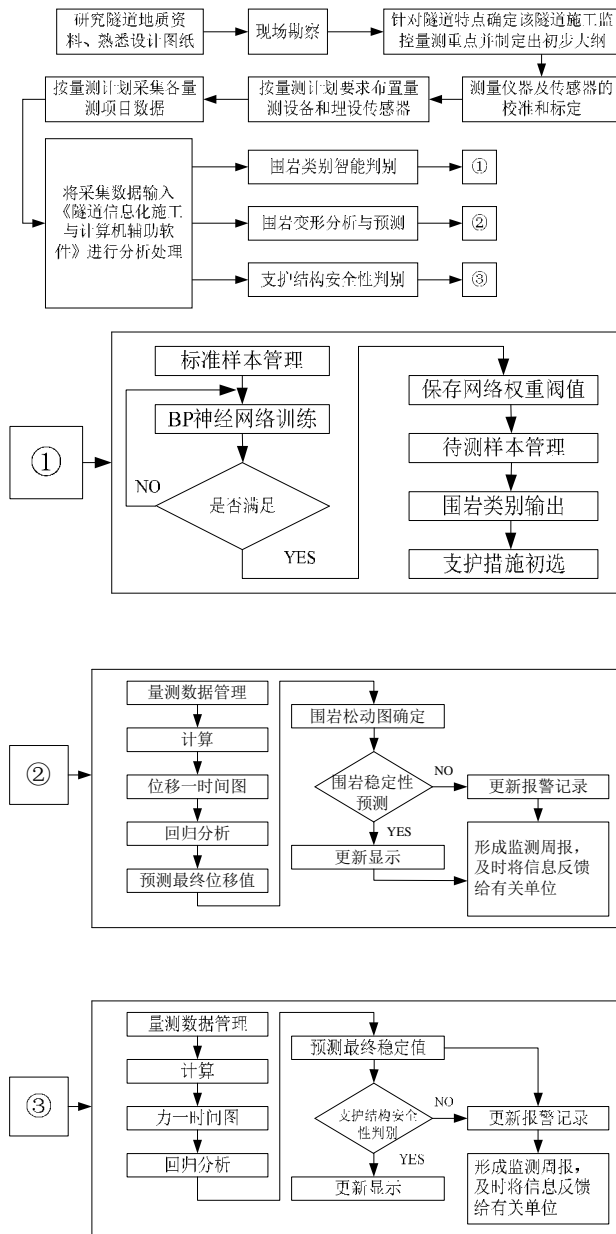 研究隧道地质资
料、熟悉设计图纸
现场勘察
针对隧道特点确定该隧道施工监
控量测重点并制定出初步大纲
按量测计划采集各量
测项目数据
按量测计划要求布置量
测设备和埋设传感器
测量仪器及传感器的
校准和标定
将采集数据输入
《隧道信息化施工
与计算机辅助软
件》进行分析处理
围岩类别智能判别
①
围岩变形分析与预测
②
支护结构安全性判别
③
①
标准样本管理
BP神经网络训练
是否满足
NO
YES
保存网络权重阀值
待测样本管理
围岩类别输出
支护措施初选
②
量测数据管理
计算
位移一时间图
回归分析
预测最终位移值
围岩松动图确定
围岩稳定性
预测
NO
YES
更新显示
更新报警记录
形成监测周报，
及时将信息反馈
给有关单位
③
量测数据管理
计算
力一时间图
回归分析
预测最终稳定值
支护结构安全
性判别
NO
YES
更新显示
更新报警记录
形成监测周报，
及时将信息反馈
给有关单位